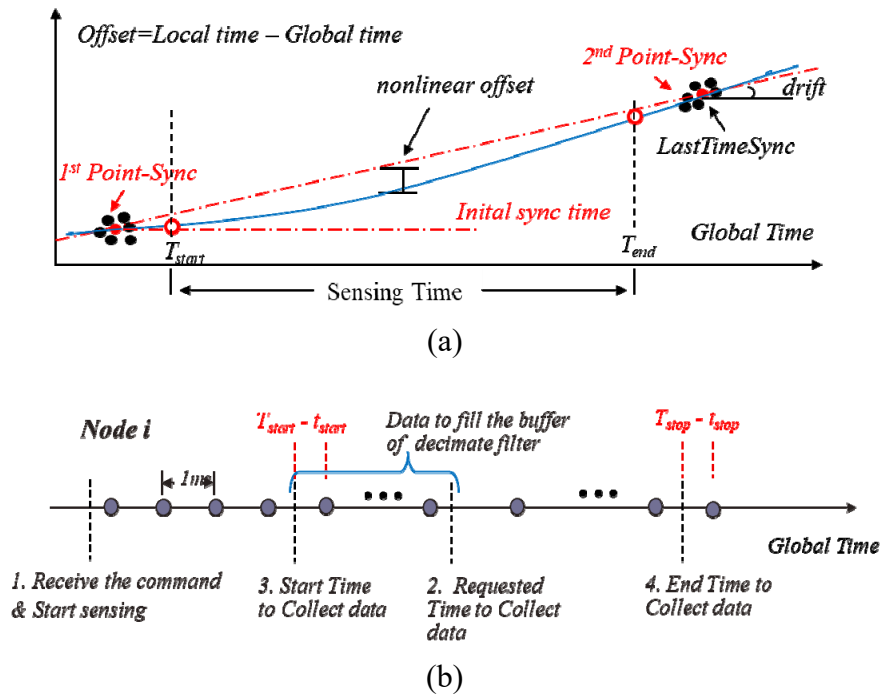 Offset=Local time – Global time
2nd Point-Sync
nonlinear offset
drift
LastTimeSync
1st Point-Sync
Inital sync time
Tstart
Tend
Global Time
Sensing Time
(a)
Node i
Tstart - tstart
Data to fill the buffer
of decimate filter
Tstop - tstop
1ms
Global Time
1. Receive the command
& Start sensing
3. Start Time
to Collect data
2. Requested
Time to Collect
data
4. End Time to
Collect data
(b)